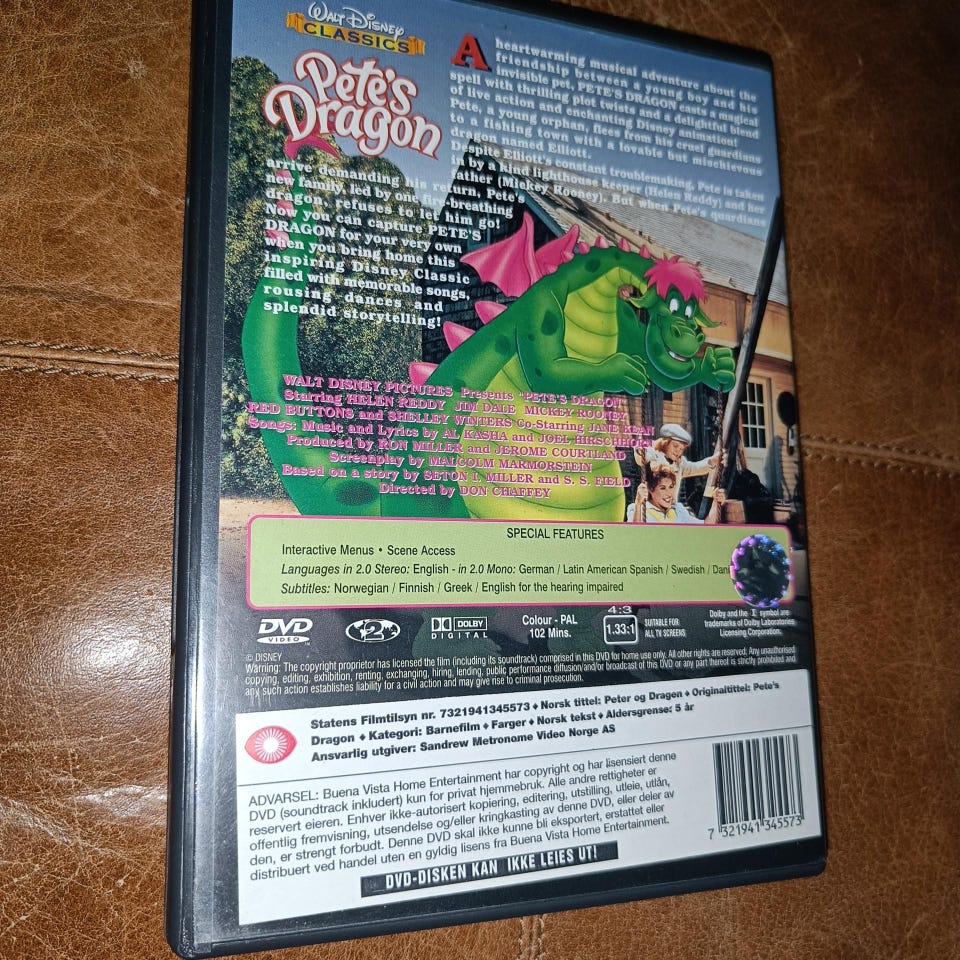 WALT DISNEY
CLASSICS
Pete's
Dragon
A heartwarming musical adventure about the
friendship between a young boy and his
invisible pet, PETE'S DRAGON casts a magical
spell with thrilling plot twists and a delightful blend
of live action and enchanting Disney animation!
Pete, a young orphan, flees from his cruel guardians
to a fishing town with a lovable but mischievous
dragon named Elliott.
Despite Elliott's constant troublemaking, Pete is taken
in by a kind lighthouse keeper (Helen Reddy) and her
father (Mickey Rooney). But when Pete's guardians
arrive demanding his return, Pete's
new family, led by one fire-breathing
dragon, refuses to let him go!
Now you can capture PETE'S
DRAGON for your very own
when you bring home this
inspiring Disney Classic
filled with memorable songs,
rousing dances and
splendid storytelling!
WALT DISNEY PICTURES Presents "PETE'S DRAGON"
Starring HELEN REDDY JIM DALE MICKEY ROONEY
RED BUTTONS and SHELLEY WINTERS Co-Starring JANE KEAN
Songs: Music and Lyrics by AL KASHA and JOEL HIRSCHHORN
Produced by RON MILLER and JEROME COURTLAND
Screenplay by MALCOLM MARMORSTEIN
Based on a story by SETON I. MILLER and S. S. FIELD
Directed by DON CHAFFEY
SPECIAL FEATURES
Interactive Menus • Scene Access
Languages in 2.0 Stereo: English - in 2.0 Mono: German / Latin American Spanish / Swedish / Dan
Subtitles: Norwegian / Finnish / Greek / English for the hearing impaired
DVD
VIDEO
2
DOLBY
DIGITAL
Colour - PAL
102 Mins.
4:3
1.33:1
SUITABLE FOR
ALL TV SCREENS
Dolby and the symbol are
trademarks of Dolby Laboratories
Licensing Corporation.
© DISNEY
Warning: The copyright proprietor has licensed the film (including its soundtrack) comprised in this DVD for home use only. All other rights are reserved. Any unauthorised
copying, editing, exhibition, renting, exchanging, hiring, lending, public performance diffusion/and/or broadcast of this DVD or any part thereof is strictly prohibited and
any such action establishes liability for a civil action and may give rise to criminal prosecution.
Statens Filmtilsyn nr. 7321941345573 ♦ Norsk tittel: Peter og Dragen ♦ Originaltittel: Pete's
Dragon ♦ Kategori: Barnefilm ♦ Farger ♦ Norsk tekst ♦ Aldersgrense: 5 år
Ansvarlig utgiver: Sandrew Metronome Video Norge AS
ADVARSEL: Buena Vista Home Entertainment har copyright og har lisensiert denne
DVD (soundtrack inkludert) kun for privat hjemmebruk. Alle andre rettigheter er
reservert eieren. Enhver ikke-autorisert kopiering, editering, utstilling, utleie, utlån,
offentlig fremvisning, utsendelse og/eller kringkasting av denne DVD, eller deler av
den, er strengt forbudt. Denne DVD skal ikke kunne bli eksportert, erstattet eller
distribuert ved handel uten en gyldig lisens fra Buena Vista Home Entertainment.
DVD-DISKEN KAN IKKE LEIES UT!
7 321941 345573